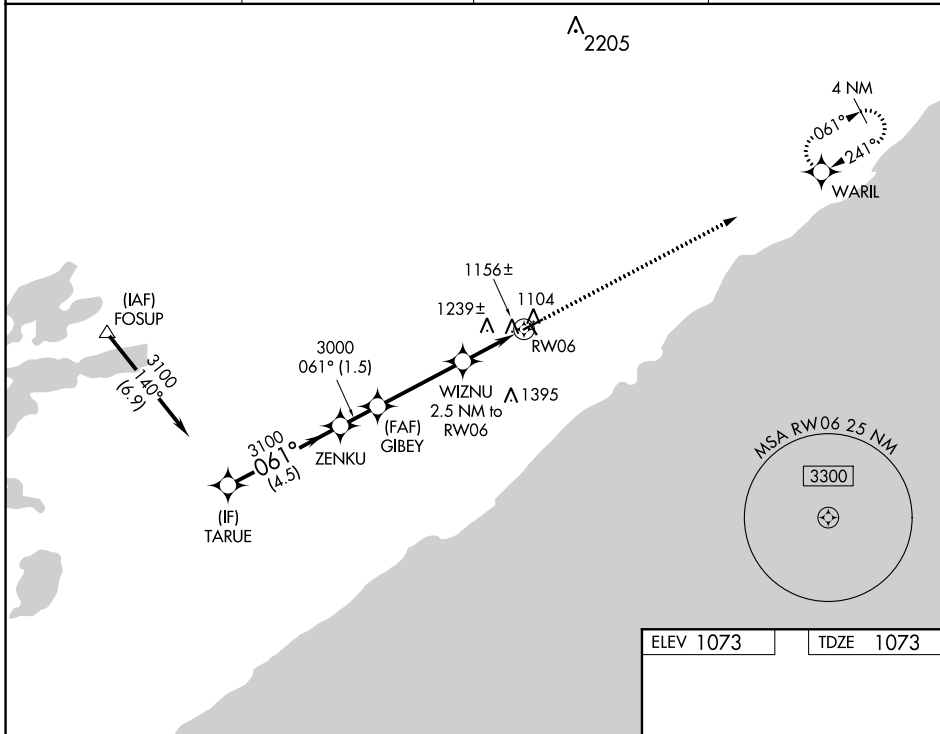 2205
4 NM
061°
241°
WARIL
1156±
1104
1239±
RW06
(IAF)
FOSUP
3100
140°
(6.9)
3000
061° (1.5)
WIZNU
2.5 NM to
RW06
1395
(FAF)
GIBEY
ZENKU
3100
061°
(4.5)
(IF)
TARUE
MSA RW06 25 NM
3300
ELEV 1073
TDZE 1073